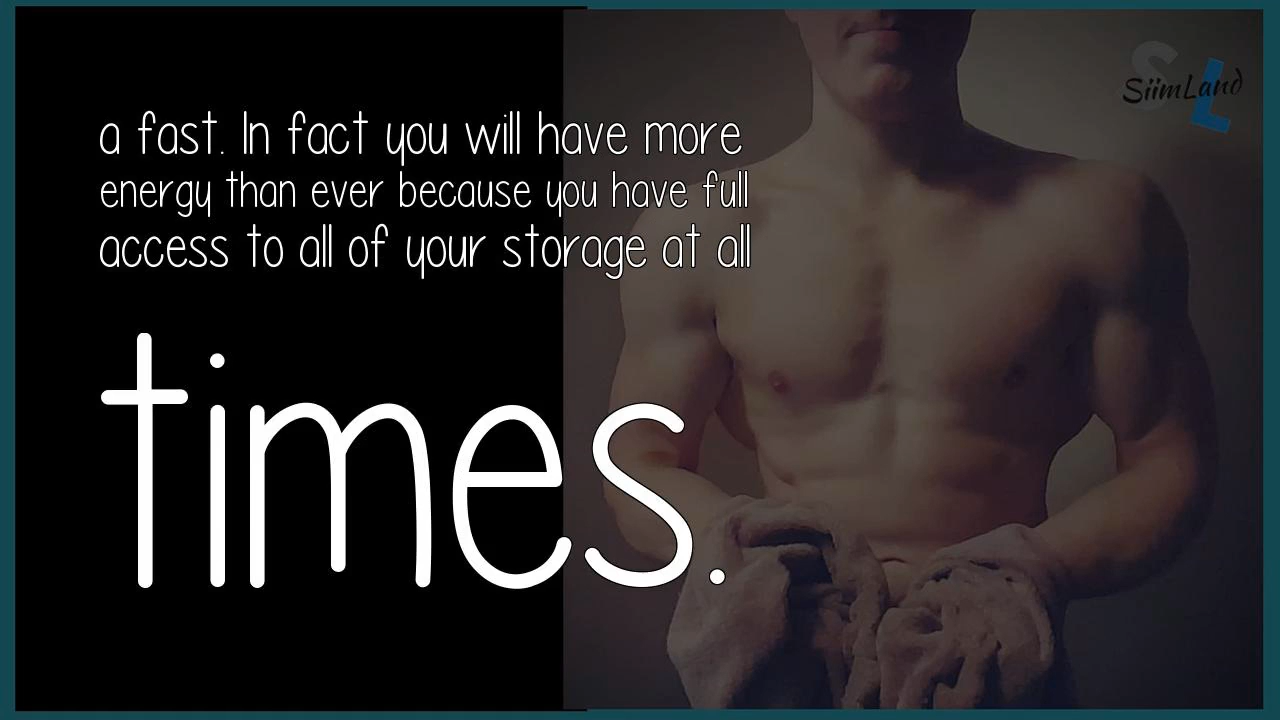 a fast. In fact you will have more
energy than ever because you have full
access to all of your storage at all
times.
SL
SiimLand